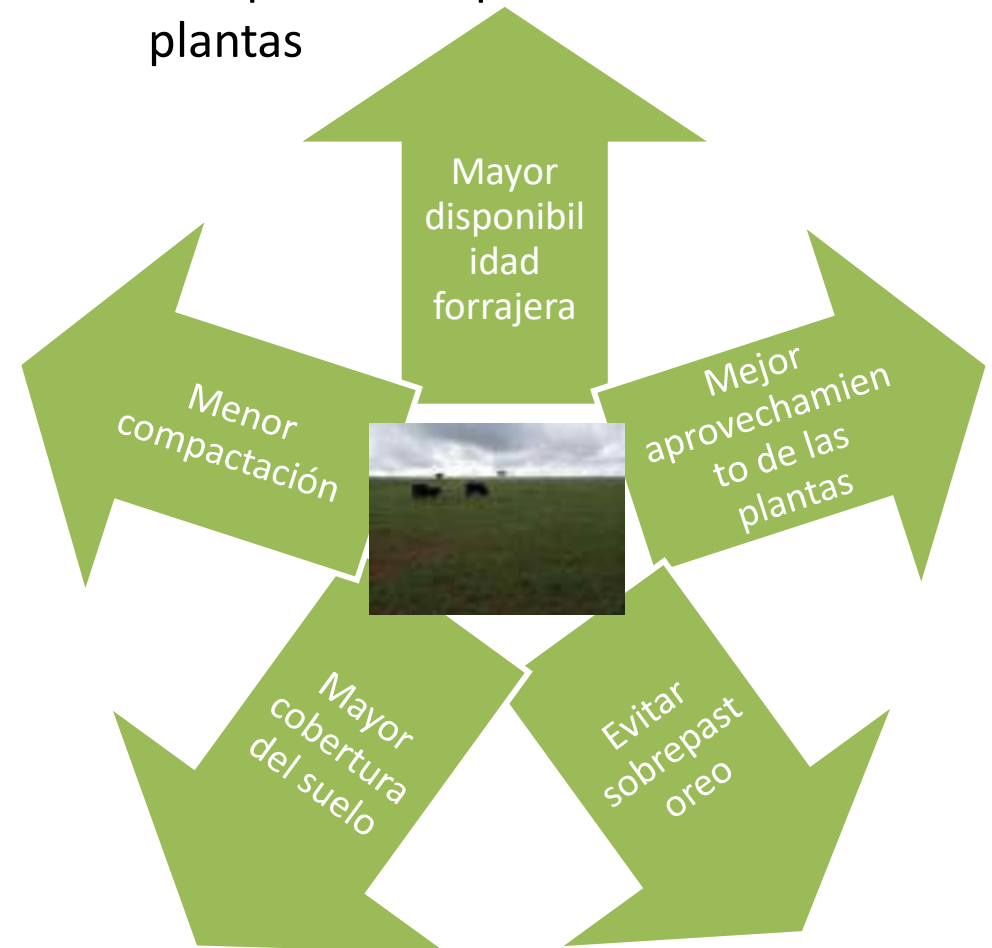 plantas
Mayor
disponibil
idad
forrajera
Mejor
aprovechamien
to de las
plantas
Evitar
sobrepast
oreo
Mayor
cobertura
del suelo
Menor
compactación